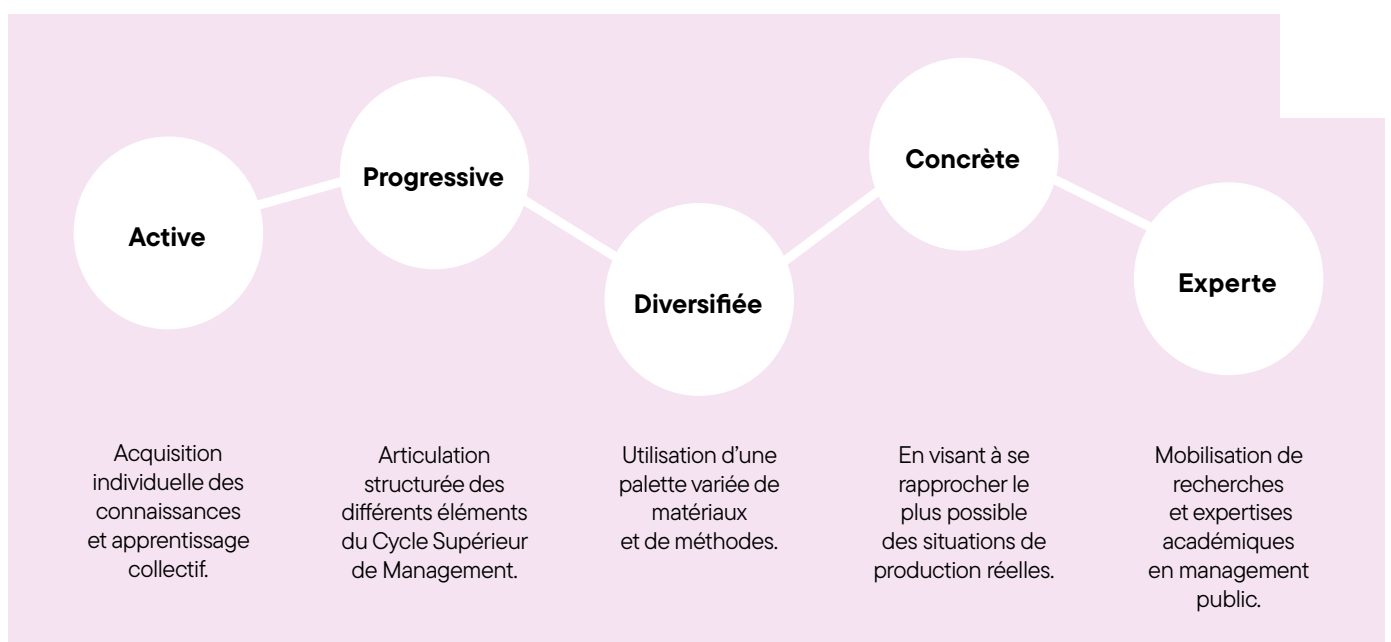 Active
Progressive
Diversifiée
Concrète
Experte
Acquisition
individuelle des
connaissances
et apprentissage
collectif.
Articulation
structurée des
différents éléments
du Cycle Supérieur
de Management.
Utilisation d’une
palette variée de
matériaux
et de méthodes.
En visant à se
rapprocher le
plus possible
des situations de
production réelles.
Mobilisation de
recherches
et expertises
académiques
en management
public.